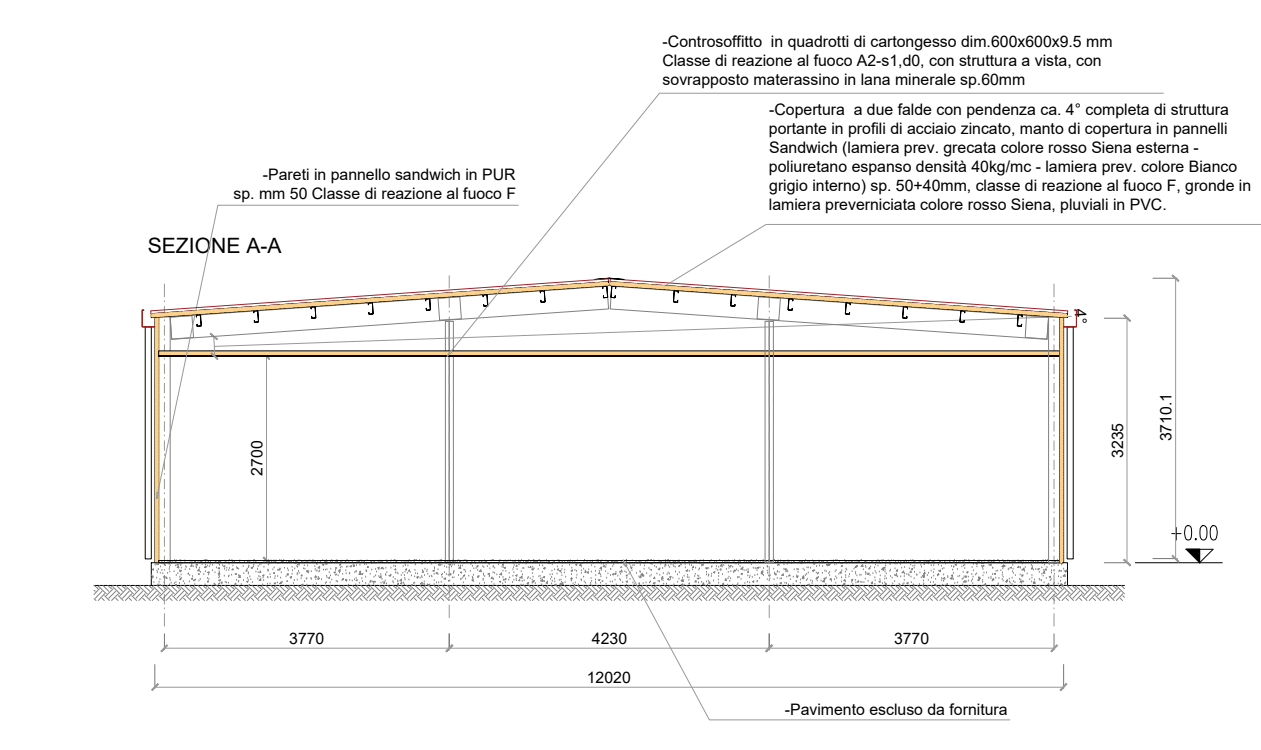 -Controsoffitto in quadrotti di cartongesso dim.600x600x9.5 mm
Classe di reazione al fuoco A2-s1,d0, con struttura a vista, con
sovrapposto materassino in lana minerale sp.60mm
-Copertura a due falde con pendenza ca. 4° completa di struttura
portante in profili di acciaio zincato, manto di copertura in pannelli
Sandwich (lamiera prev. grecata colore rosso Siena esterna -
poliuretano espanso densità 40kg/mc - lamiera prev. colore Bianco
grigio interno) sp. 50+40mm, classe di reazione al fuoco F, gronde in
lamiera preverniciata colore rosso Siena, pluviali in PVC.
-Pareti in pannello sandwich in PUR
sp. mm 50 Classe di reazione al fuoco F
SEZIONE A-A
4°
2700
3235
3710.1
+0.00
3770
4230
3770
12020
-Pavimento escluso da fornitura